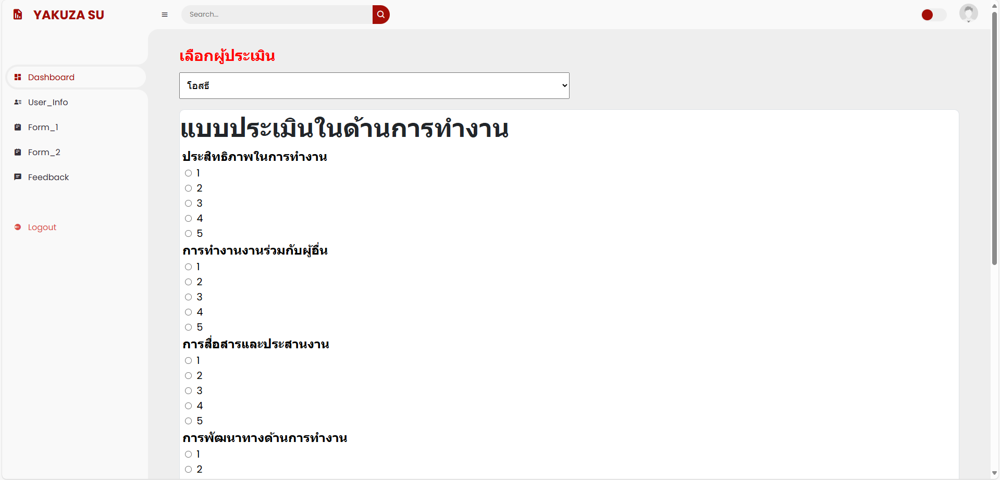 YAKUZA SU
Search...
Dashboard
User_Info
Form_1
Form_2
Feedback
Logout
เลือกผู้ประเมิน
โอสธี
แบบประเมินในด้านการทำงาน
ประสิทธิภาพในการทำงาน
1
2
3
4
5
การทำงานงานร่วมกับผู้อื่น
1
2
3
4
5
การสื่อสารและประสานงาน
1
2
3
4
5
การพัฒนาทางด้านการทำงาน
1
2